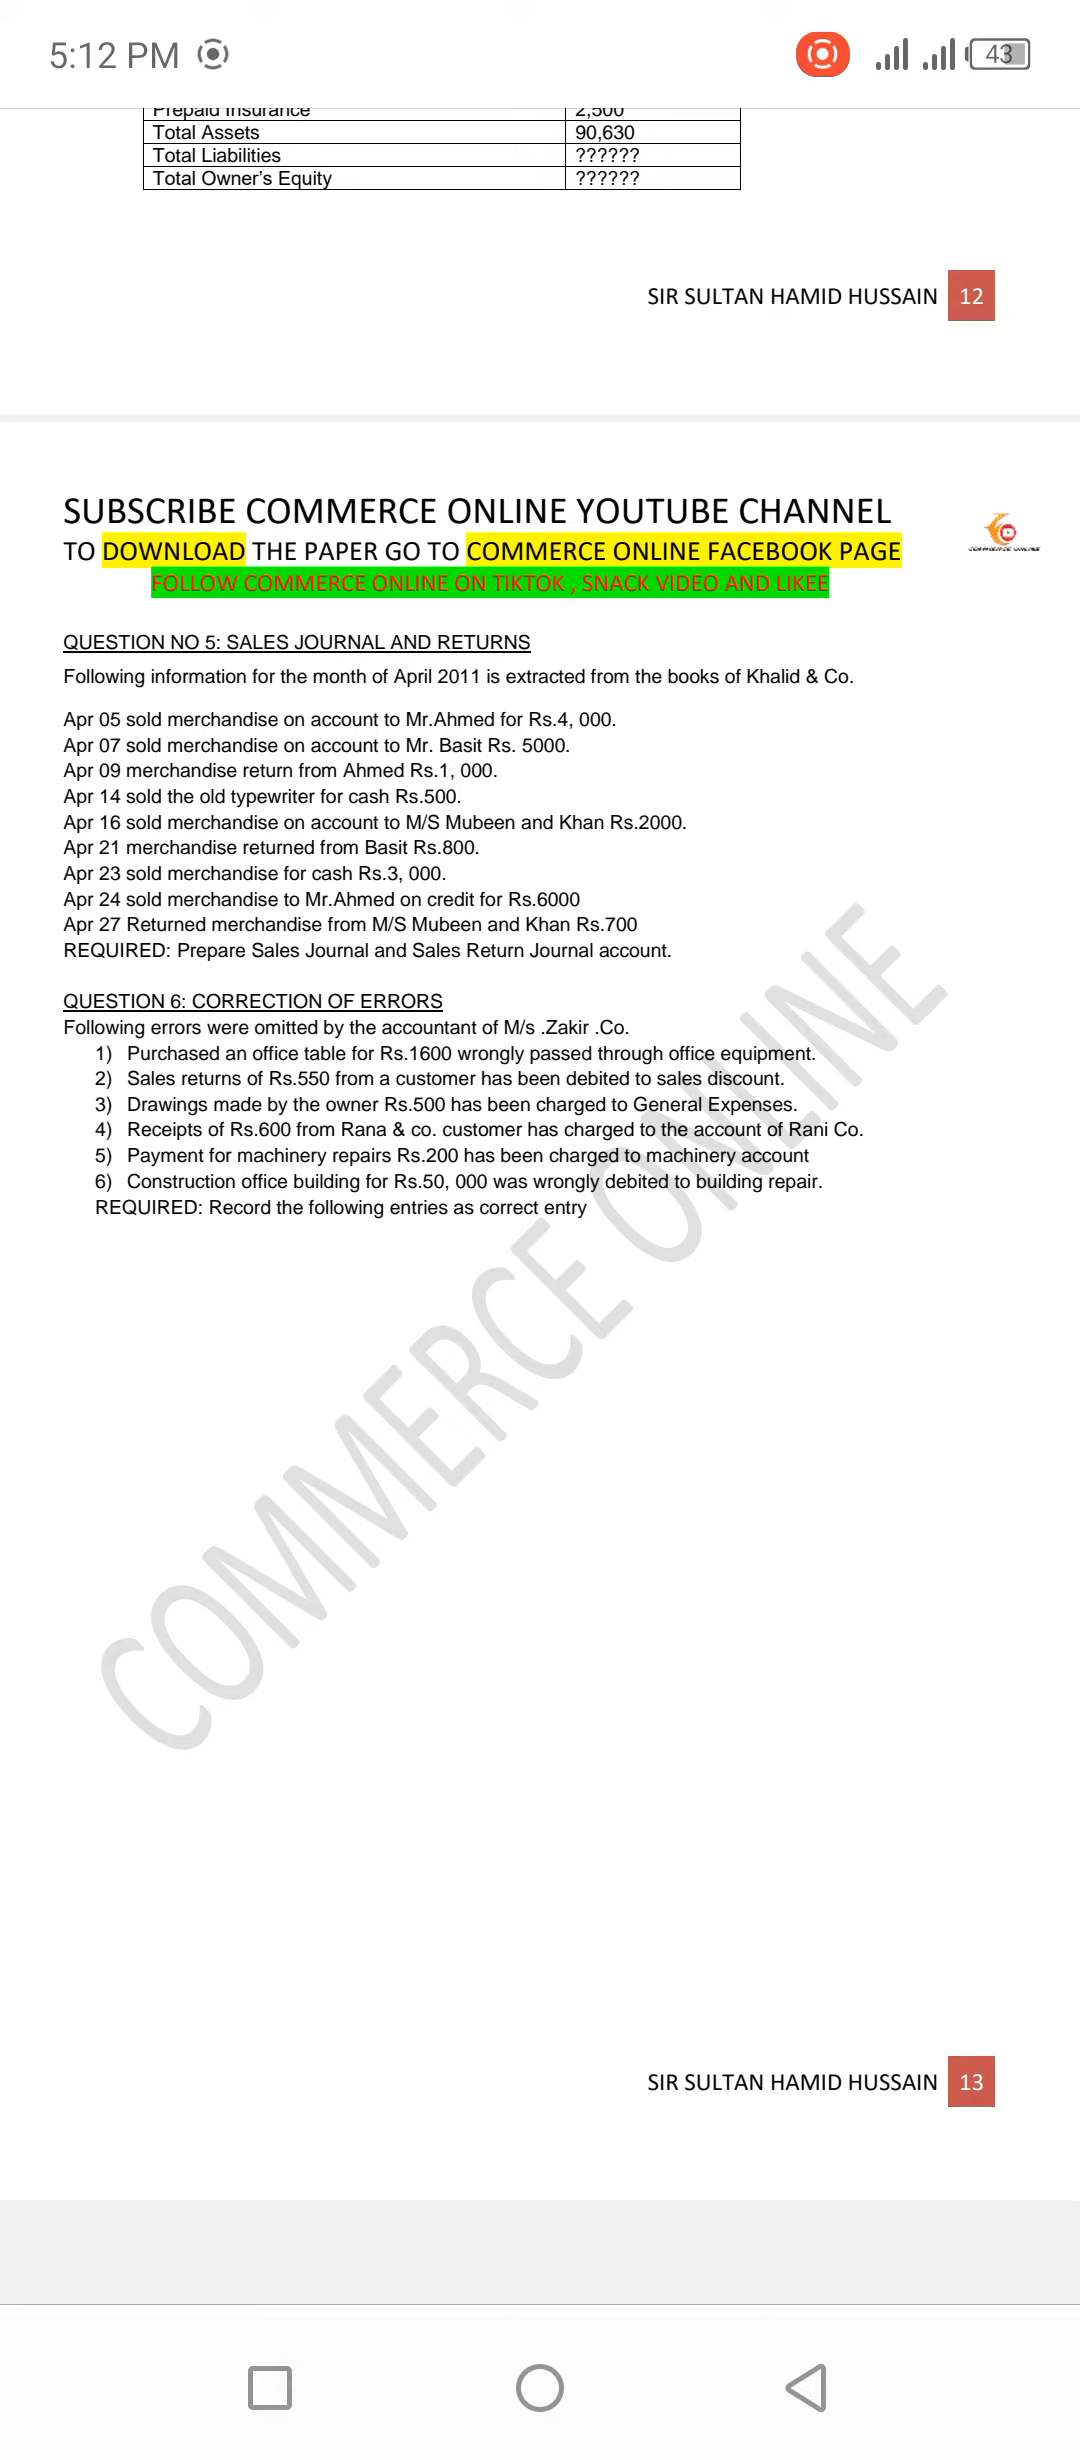 5:12 PM
43
Prepaid Insurance 2,500
Total Assets 90,630
Total Liabilities ??????
Total Owner's Equity ??????
SIR SULTAN HAMID HUSSAIN 12
SUBSCRIBE COMMERCE ONLINE YOUTUBE CHANNEL
TO DOWNLOAD THE PAPER GO TO COMMERCE ONLINE FACEBOOK PAGE
FOLLOW COMMERCE ONLINE ON TIKTOK , SNACK VIDEO AND LIKEE
COMMERCE ONLINE
QUESTION NO 5: SALES JOURNAL AND RETURNS
Following information for the month of April 2011 is extracted from the books of Khalid & Co.
Apr 05 sold merchandise on account to Mr.Ahmed for Rs.4, 000.
Apr 07 sold merchandise on account to Mr. Basit Rs. 5000.
Apr 09 merchandise return from Ahmed Rs.1, 000.
Apr 14 sold the old typewriter for cash Rs.500.
Apr 16 sold merchandise on account to M/S Mubeen and Khan Rs.2000.
Apr 21 merchandise returned from Basit Rs.800.
Apr 23 sold merchandise for cash Rs.3, 000.
Apr 24 sold merchandise to Mr.Ahmed on credit for Rs.6000
Apr 27 Returned merchandise from M/S Mubeen and Khan Rs.700
REQUIRED: Prepare Sales Journal and Sales Return Journal account.
QUESTION 6: CORRECTION OF ERRORS
Following errors were omitted by the accountant of M/s .Zakir .Co.
1) Purchased an office table for Rs.1600 wrongly passed through office equipment.
2) Sales returns of Rs.550 from a customer has been debited to sales discount.
3) Drawings made by the owner Rs.500 has been charged to General Expenses.
4) Receipts of Rs.600 from Rana & co. customer has charged to the account of Rani Co.
5) Payment for machinery repairs Rs.200 has been charged to machinery account
6) Construction office building for Rs.50, 000 was wrongly debited to building repair.
REQUIRED: Record the following entries as correct entry
COMMERCE ONLINE
SIR SULTAN HAMID HUSSAIN 13